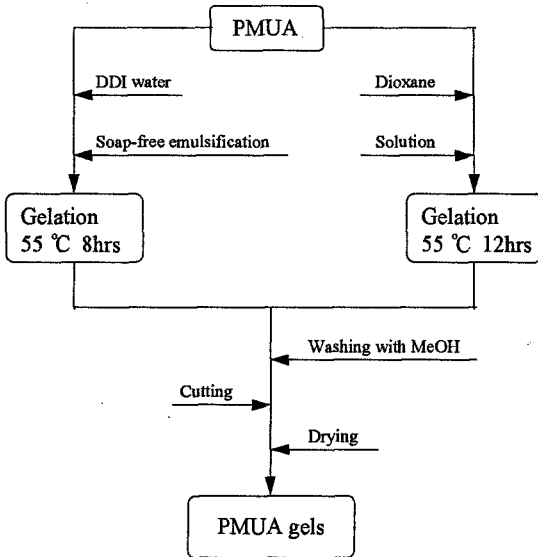 PMUA
DDI water
Dioxane
Soap-free emulsification
Solution
Gelation
55 ℃ 8hrs
Gelation
55 ℃ 12hrs
Washing with MeOH
Cutting
Drying
PMUA gels